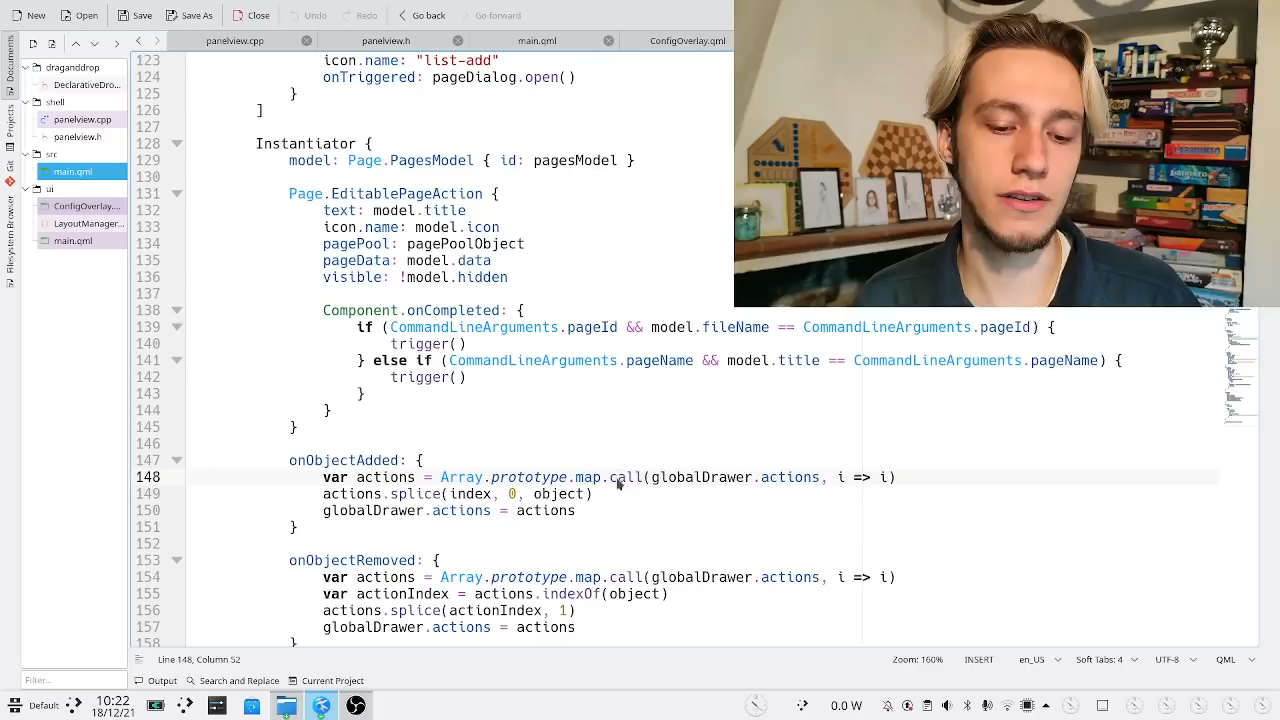 New
Open...
Save
Save As
Close
Undo
Redo
Go back
Go forward
panelview.cpp
panelview.h
main.qml
ConfigOverlay.qml
Documents
Projects
Git
Filesystem Browser
draganddrop
DeclarativeDro...
shell
panelview.cpp
panelview.h
src
main.qml
ui
ConfigOverlay...
LayoutManager...
main.qml
Filter...
123 icon.name: "list-add"
124 onTriggered: pageDialog.open()
125 }
126 ]
127
128 Instantiator {
129 model: Page.PagesModel { id: pagesModel }
130
131 Page.EditablePageAction {
132 text: model.title
133 icon.name: model.icon
134 pagePool: pagePoolObject
135 pageData: model.data
136 visible: !model.hidden
137
138 Component.onCompleted: {
139 if (CommandLineArguments.pageId && model.fileName == CommandLineArguments.pageId) {
140 trigger()
141 } else if (CommandLineArguments.pageName && model.title == CommandLineArguments.pageName) {
142 trigger()
143 }
144 }
145 }
146
147 onObjectAdded: {
148 var actions = Array.prototype.map.call(globalDrawer.actions, i => i)
149 actions.splice(index, 0, object)
150 globalDrawer.actions = actions
151 }
152
153 onObjectRemoved: {
154 var actions = Array.prototype.map.call(globalDrawer.actions, i => i)
155 var actionIndex = actions.indexOf(object)
156 actions.splice(actionIndex, 1)
157 globalDrawer.actions = actions
158 }
Line 148, Column 52
Zoom: 160%
INSERT
en_US
Soft Tabs: 4
UTF-8
QML
Output
Search and Replace
Current Project
Default
10:22
18/12/21
0.0 W